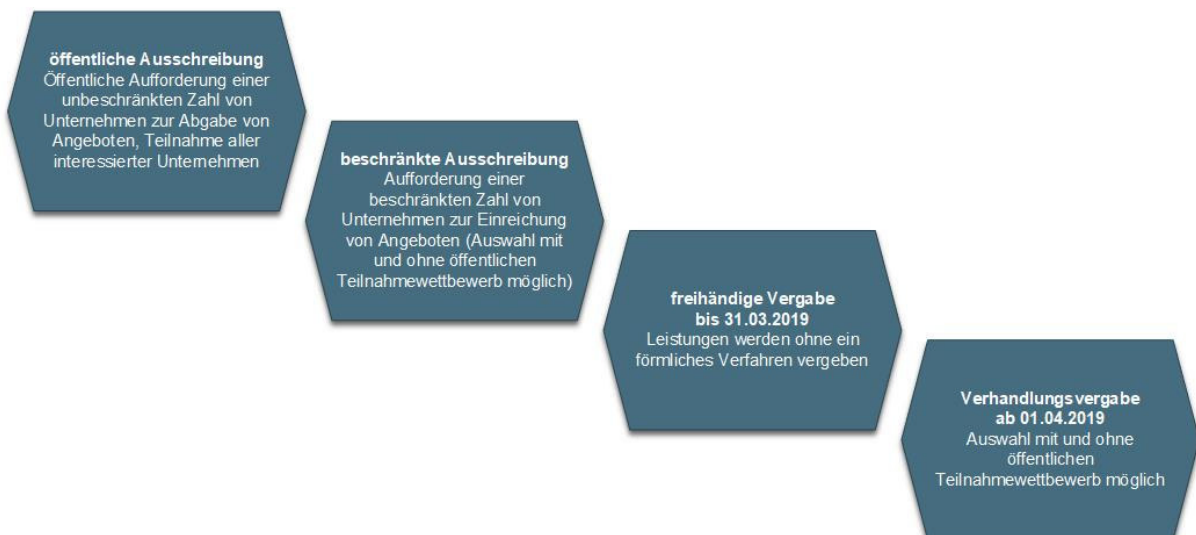 öffentliche Ausschreibung
Öffentliche Aufforderung einer
unbeschränkten Zahl von
Unternehmen zur Abgabe von
Angeboten, Teilnahme aller
interessierter Unternehmen
beschränkte Ausschreibung
Aufforderung einer
beschränkten Zahl von
Unternehmen zur Einreichung
von Angeboten (Auswahl mit
und ohne öffentlichen
Teilnahmewettbewerb möglich)
freihändige Vergabe
bis 31.03.2019
Leistungen werden ohne ein
förmliches Verfahren vergeben
Verhandlungsvergabe
ab 01.04.2019
Auswahl mit und ohne
öffentlichen
Teilnahmewettbewerb möglich